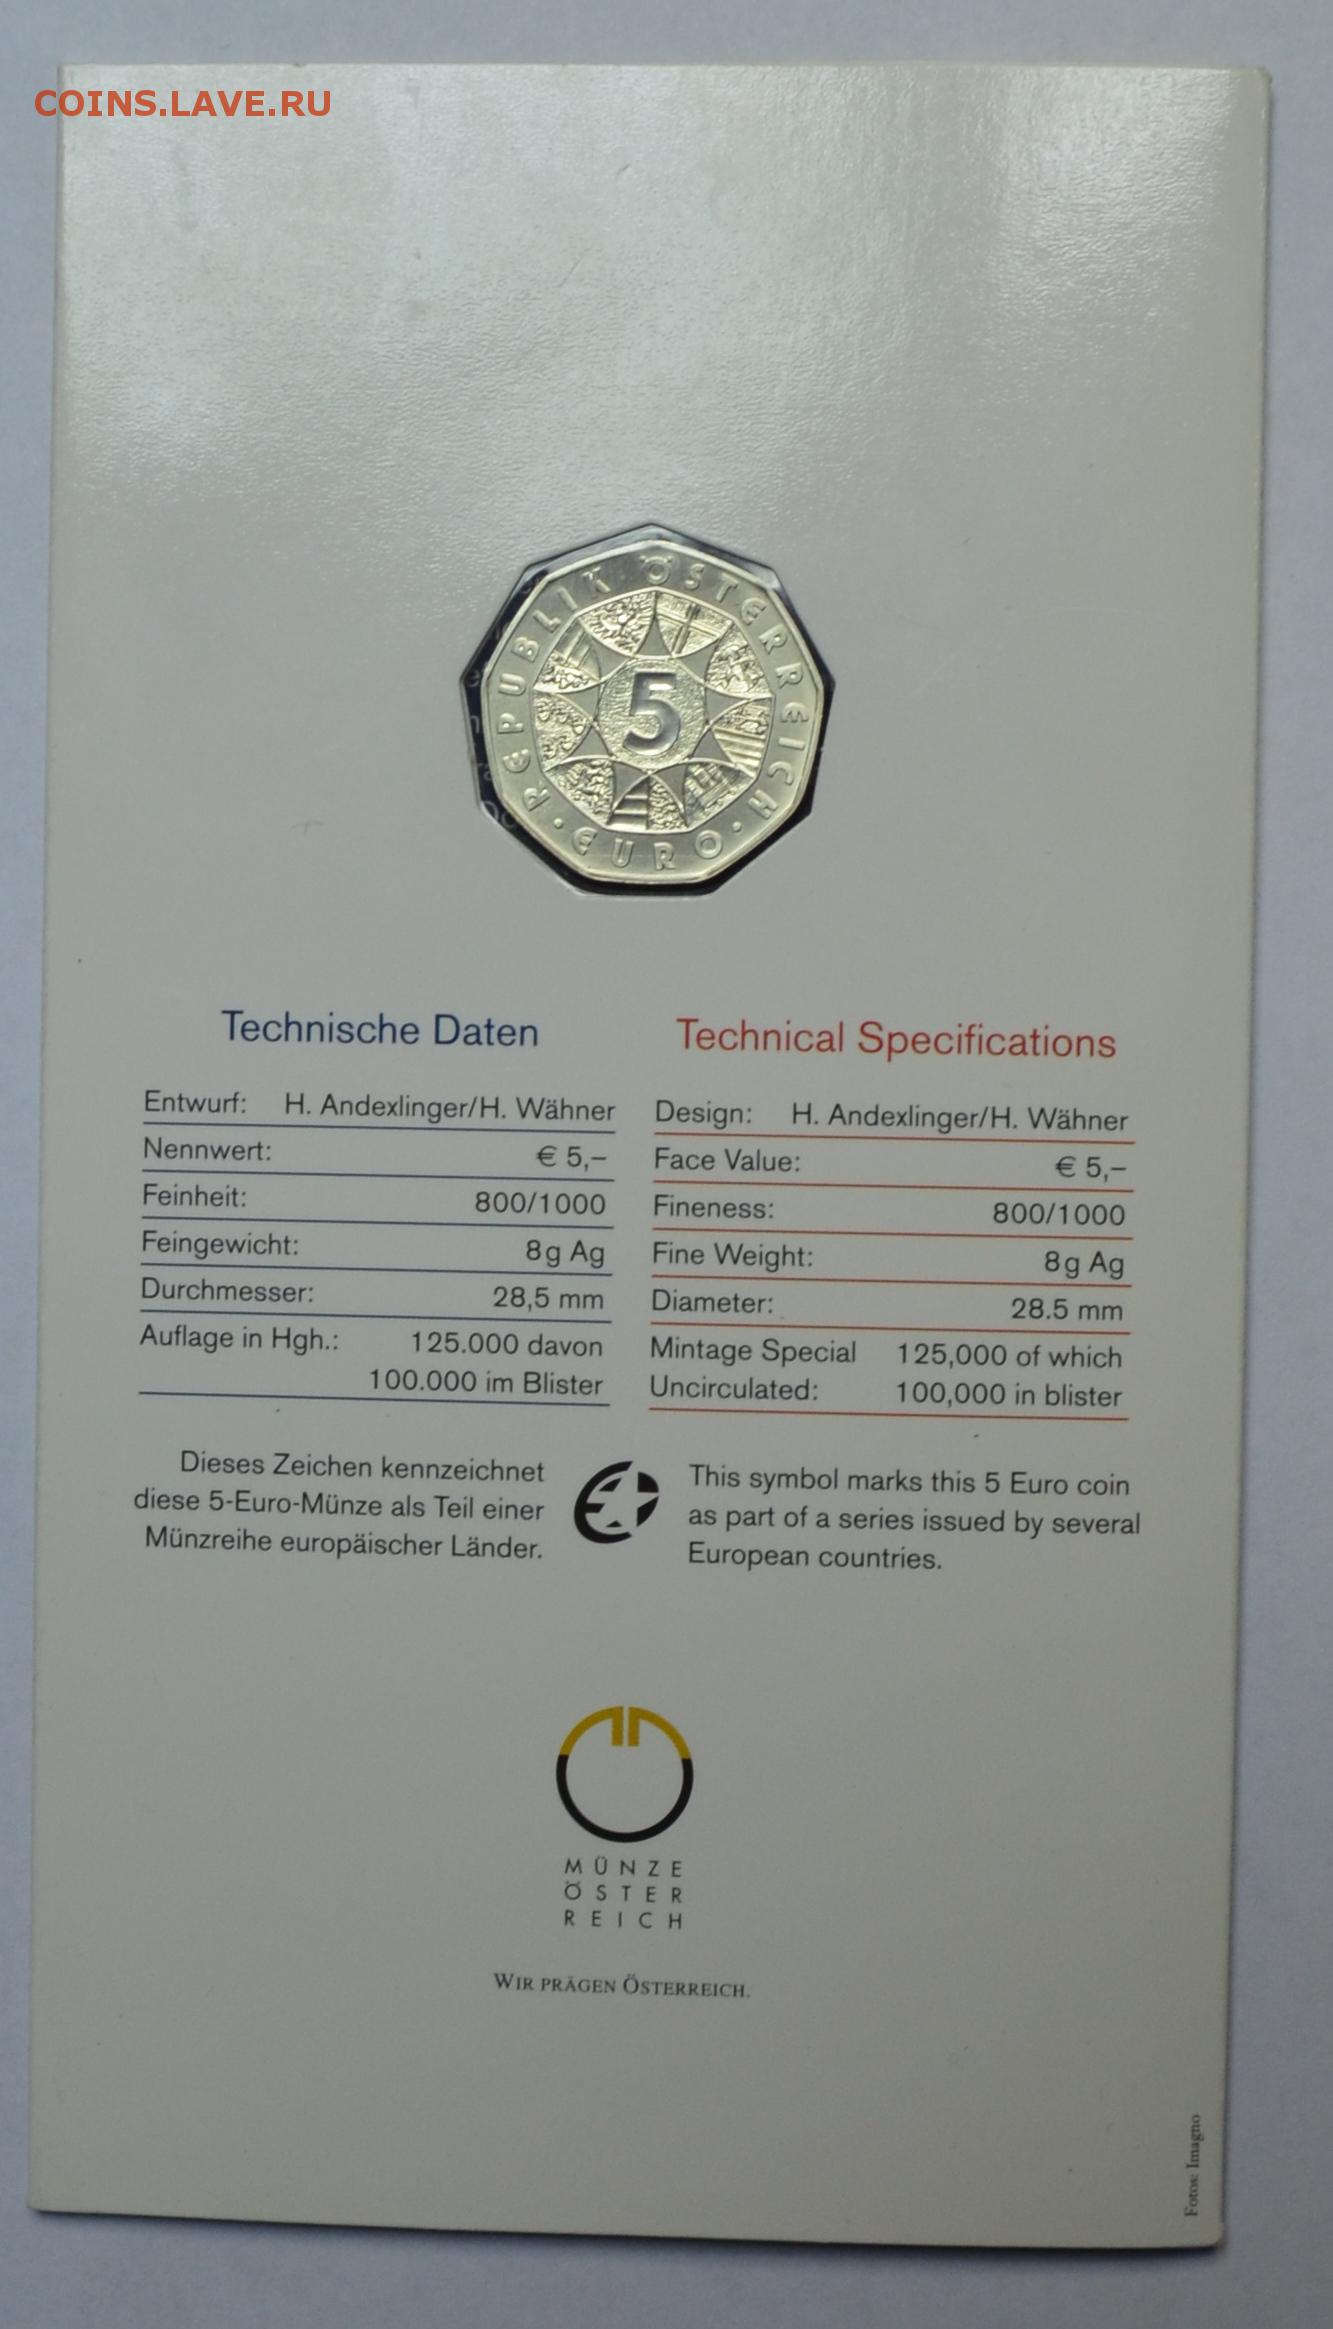 COINS.LAVE.RU
REPUBLIK ÖSTERREICH
5
· EURO ·
Technische Daten
Entwurf: H. Andexlinger/H. Wähner
Nennwert: € 5,–
Feinheit: 800/1000
Feingewicht: 8g Ag
Durchmesser: 28,5 mm
Auflage in Hgh.: 125.000 davon
100.000 im Blister
Technical Specifications
Design: H. Andexlinger/H. Wähner
Face Value: € 5,–
Fineness: 800/1000
Fine Weight: 8g Ag
Diameter: 28.5 mm
Mintage Special 125,000 of which
Uncirculated: 100,000 in blister
Dieses Zeichen kennzeichnet
diese 5-Euro-Münze als Teil einer
Münzreihe europäischer Länder.
This symbol marks this 5 Euro coin
as part of a series issued by several
European countries.
MÜNZE
ÖSTER
REICH
WIR PRÄGEN ÖSTERREICH.
Fotos: Imagno